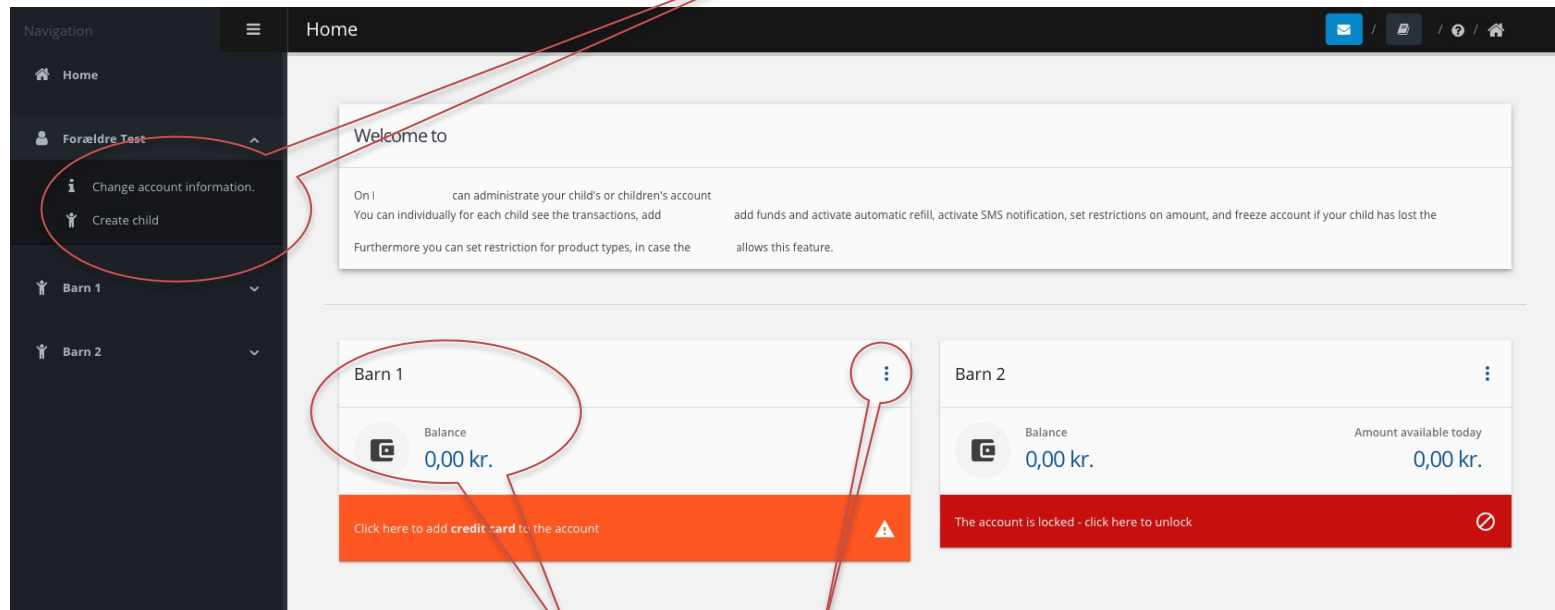 Navigation
Home
/ / /
Home
Forældre Test
Change account information.
Create child
Barn 1
Barn 2
Welcome to
On l can administrate your child's or children's account
You can individually for each child see the transactions, add add funds and activate automatic refill, activate SMS notification, set restrictions on amount, and freeze account if your child has lost the
Furthermore you can set restriction for product types, in case the allows this feature.
Barn 1
Balance
0,00 kr.
Click here to add credit card to the account
Barn 2
Balance
0,00 kr.
Amount available today
0,00 kr.
The account is locked - click here to unlock